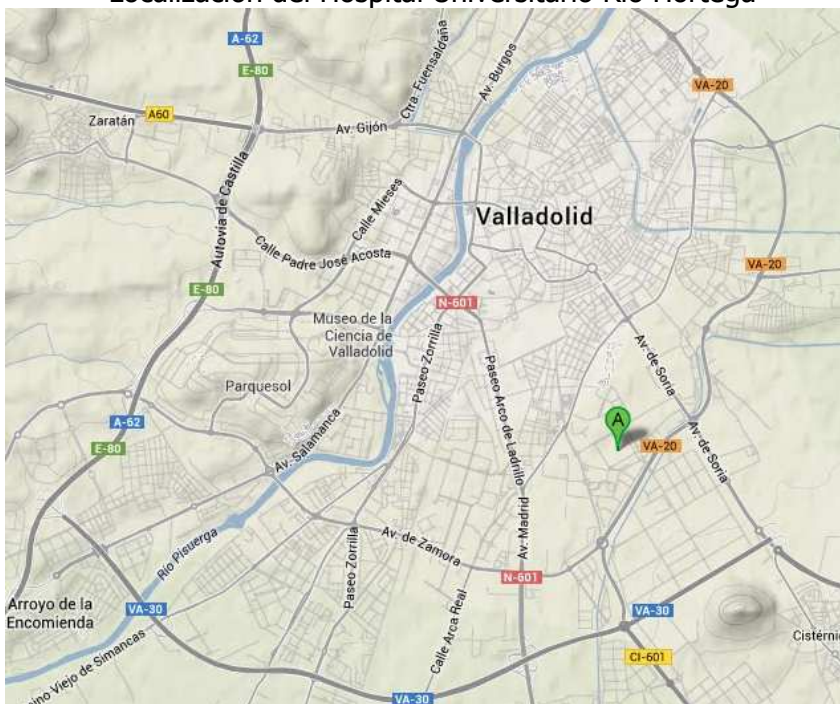 Localización del Hospital Universitario Río Hortega
A-62
E-80
Ctra. Fuensaldaña
Av. Burgos
VA-20
Zaratán
A60
Av. Gijón
Autovía de Castilla
Calle Mieses
Valladolid
Calle Padre José Acosta
VA-20
E-80
N-601
Museo de la
Ciencia de
Valladolid
Paseo Zorrilla
Paseo Arco de Ladrillo
Av. de Soria
Parquesol
A-62
Av. Salamanca
A
E-80
VA-20
Av. de Soria
Río Pisuerga
Paseo Zorrilla
Av. de Zamora
Av. Madrid
N-601
Arroyo de la
Encomienda
VA-30
Calle Arca Real
VA-30
Cistérni
CI-601
ino Viejo de Simancas
VA-30